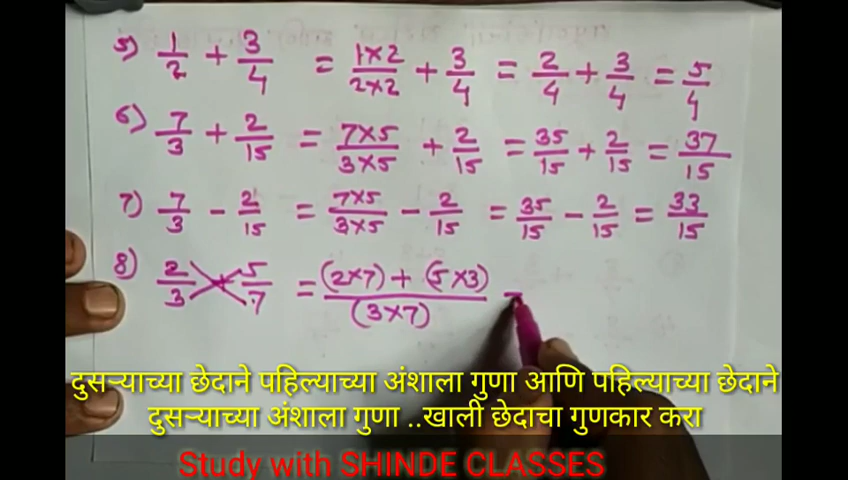 5) 1/2 + 3/4 = 1×2/2×2 + 3/4 = 2/4 + 3/4 = 5/4
6) 7/3 + 2/15 = 7×5/3×5 + 2/15 = 35/15 + 2/15 = 37/15
7) 7/3 - 2/15 = 7×5/3×5 - 2/15 = 35/15 - 2/15 = 33/15
8) 2/3 + 5/7 = (2×7) + (5×3)/(3×7) =
दुसऱ्याच्या छेदाने पहिल्याच्या अंशाला गुणा आणि पहिल्याच्या छेदाने
दुसऱ्याच्या अंशाला गुणा ..खाली छेदाचा गुणकार करा
Study with SHINDE CLASSES